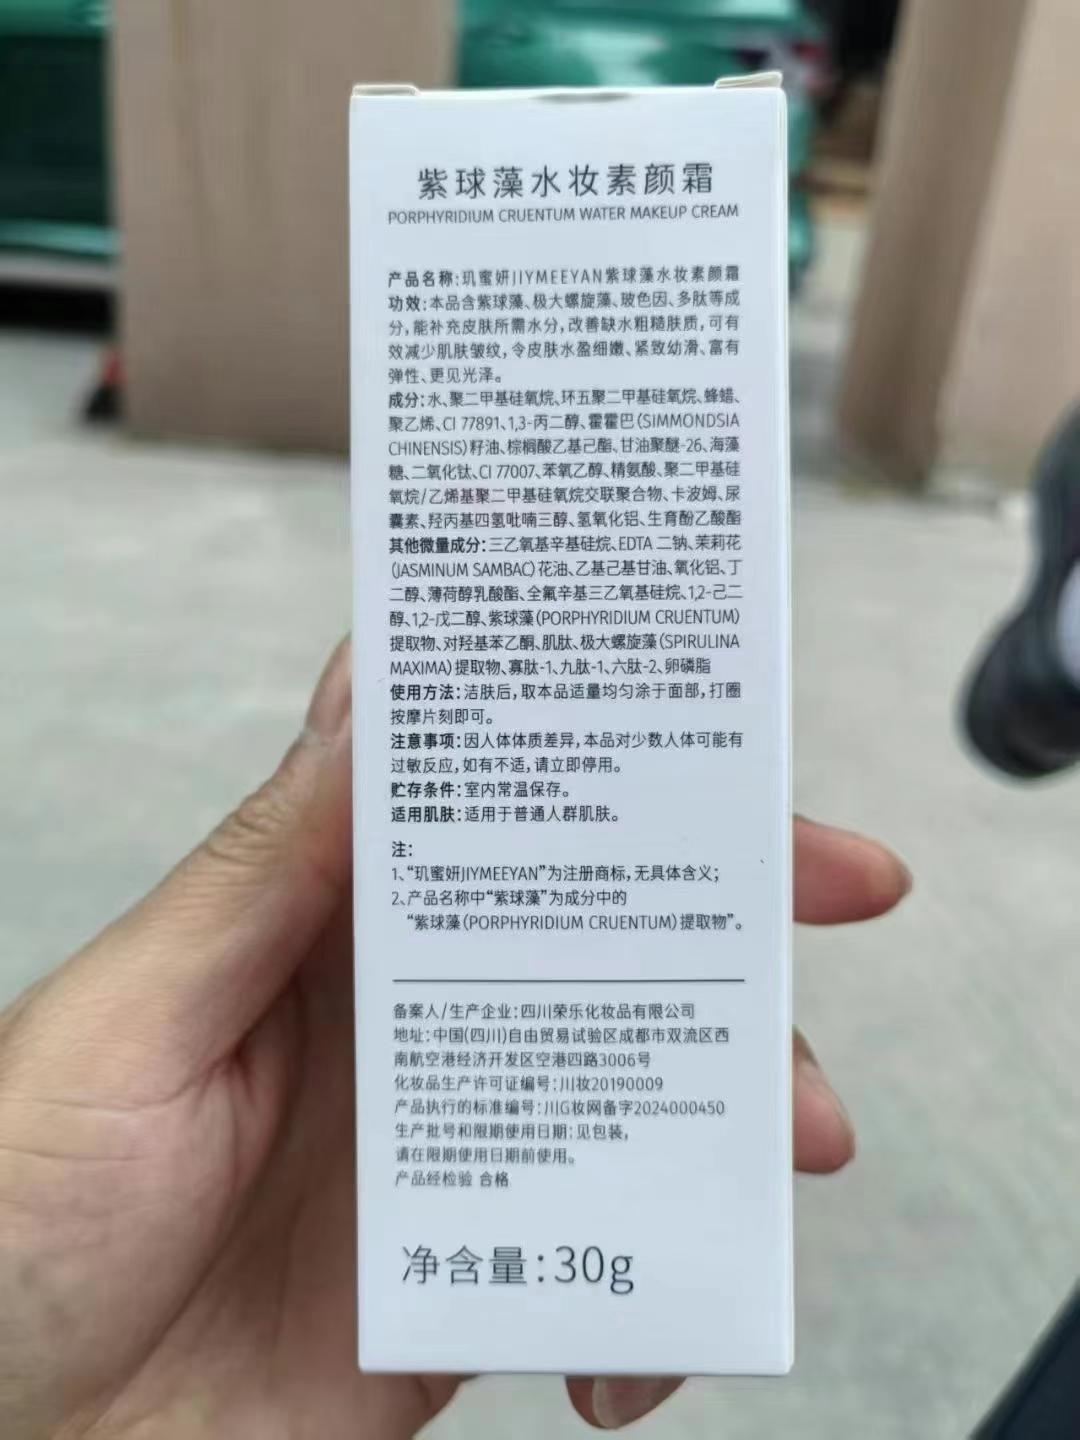 紫球藻水妆素颜霜
PORPHYRIDIUM CRUENTUM WATER MAKEUP CREAM
产品名称:玑蜜妍JIYMEEYAN紫球藻水妆素颜霜
功效:本品含紫球藻、极大螺旋藻、玻色因、多肽等成
分,能补充皮肤所需水分,改善缺水粗糙肤质,可有
效减少肌肤皱纹,令皮肤水盈细嫩、紧致幼滑、富有
弹性、更见光泽。
成分:水、聚二甲基硅氧烷、环五聚二甲基硅氧烷、蜂蜡、
聚乙烯、CI 77891、1,3-丙二醇、霍霍巴(SIMMONDSIA
CHINENSIS)籽油、棕榈酸乙基己酯、甘油聚醚-26、海藻
糖、二氧化钛、CI 77007、苯氧乙醇、精氨酸、聚二甲基硅
氧烷/乙烯基聚二甲基硅氧烷交联聚合物、卡波姆、尿
囊素、羟丙基四氢吡喃三醇、氢氧化铝、生育酚乙酸酯
其他微量成分:三乙氧基辛基硅烷、EDTA 二钠、茉莉花
(JASMINUM SAMBAC)花油、乙基己基甘油、氧化铝、丁
二醇、薄荷醇乳酸酯、全氟辛基三乙氧基硅烷、1,2-己二
醇、1,2-戊二醇、紫球藻(PORPHYRIDIUM CRUENTUM)
提取物、对羟基苯乙酮、肌肽、极大螺旋藻(SPIRULINA
MAXIMA)提取物、寡肽-1、九肽-1、六肽-2、卵磷脂
使用方法:洁肤后,取本品适量均匀涂于面部,打圈
按摩片刻即可。
注意事项:因人体体质差异,本品对少数人体可能有
过敏反应,如有不适,请立即停用。
贮存条件:室内常温保存。
适用肌肤:适用于普通人群肌肤。
注:
1、“玑蜜妍JIYMEEYAN”为注册商标,无具体含义;
2、产品名称中“紫球藻”为成分中的
“紫球藻(PORPHYRIDIUM CRUENTUM)提取物”。
备案人/生产企业:四川荣乐化妆品有限公司
地址:中国(四川)自由贸易试验区成都市双流区西
南航空港经济开发区空港四路3006号
化妆品生产许可证编号:川妆20190009
产品执行的标准编号:川G妆网备字2024000450
生产批号和限期使用日期:见包装,
请在限期使用日期前使用。
产品经检验 合格
净含量:30g